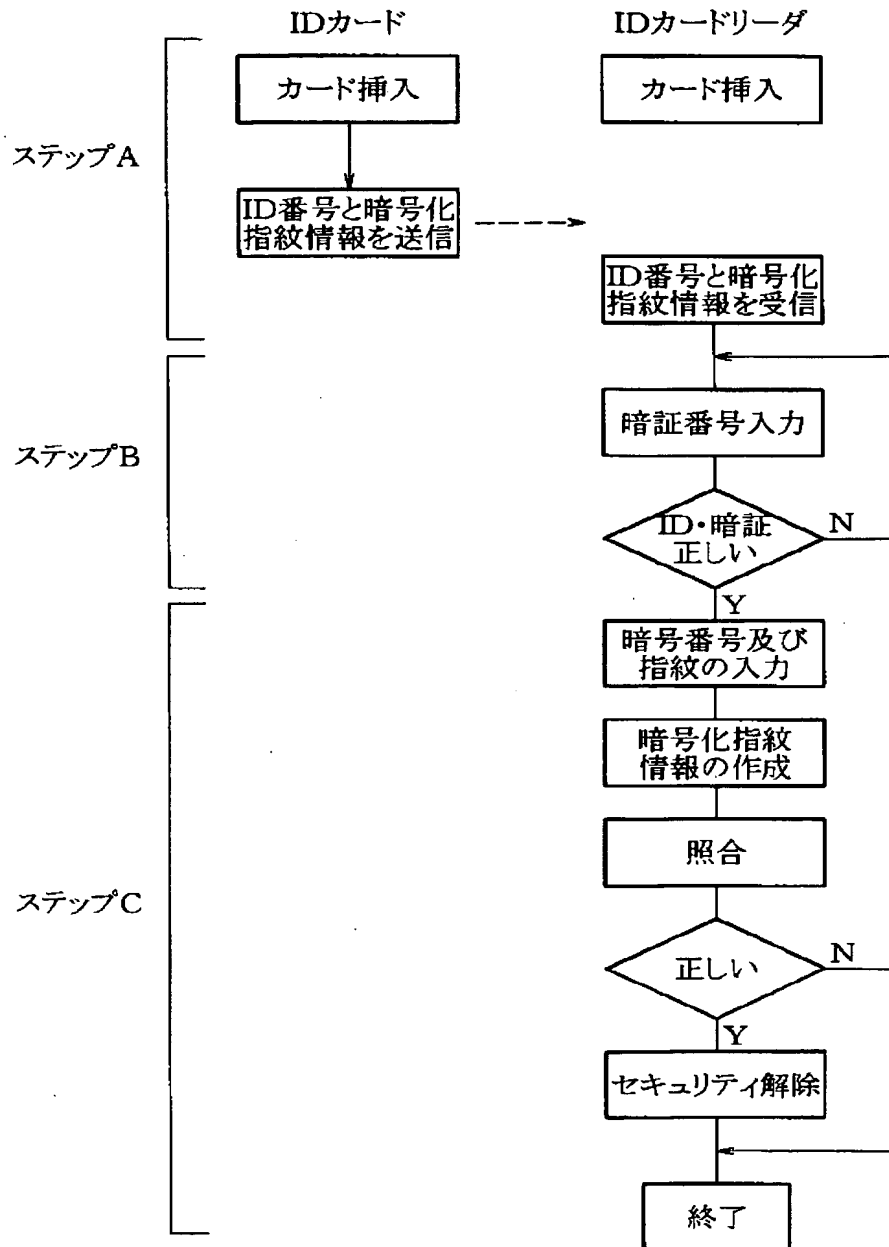 IDカード
IDカードリーダ
カード挿入
カード挿入
ステップA
ID番号と暗号化
指紋情報を送信
ID番号と暗号化
指紋情報を受信
ステップB
暗証番号入力
ID・暗証
正しい
N
Y
ステップC
暗号番号及び
指紋の入力
暗号化指紋
情報の作成
照合
正しい
N
Y
セキュリティ解除
終了